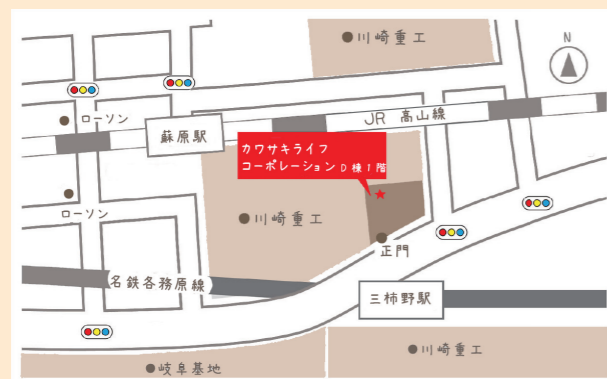 川崎重工
N
ローソン
JR 高山線
蘇原駅
カワサキライフ
コーポレーション D棟1階
ローソン
川崎重工
正門
名鉄各務原線
三柿野駅
川崎重工
岐阜基地